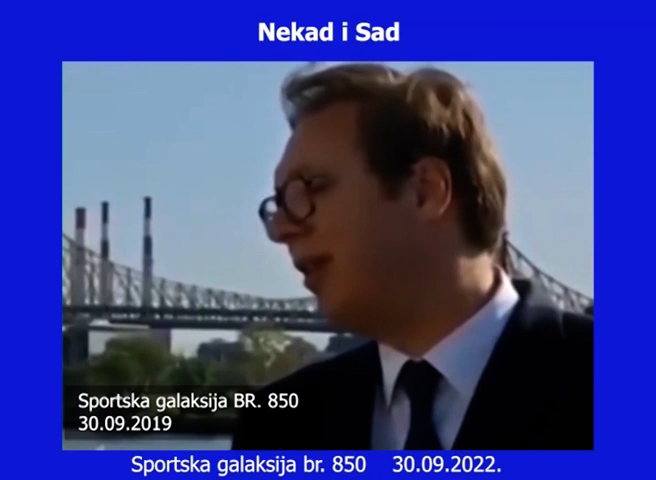 Nekad i Sad
Sportska galaksija BR. 850
30.09.2019
Sportska galaksija br. 850 30.09.2022.